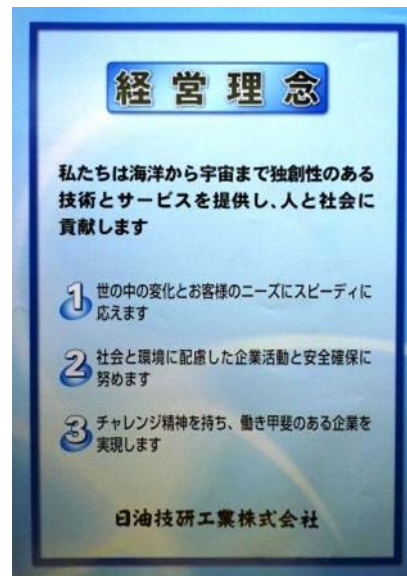 経営理念
私たちは海洋から宇宙まで独創性のある
技術とサービスを提供し、人と社会に
貢献します
1 世の中の変化とお客様のニーズにスピーディに
応えます
2 社会と環境に配慮した企業活動と安全確保に
努めます
3 チャレンジ精神を持ち、働き甲斐のある企業を
実現します
日油技研工業株式会社